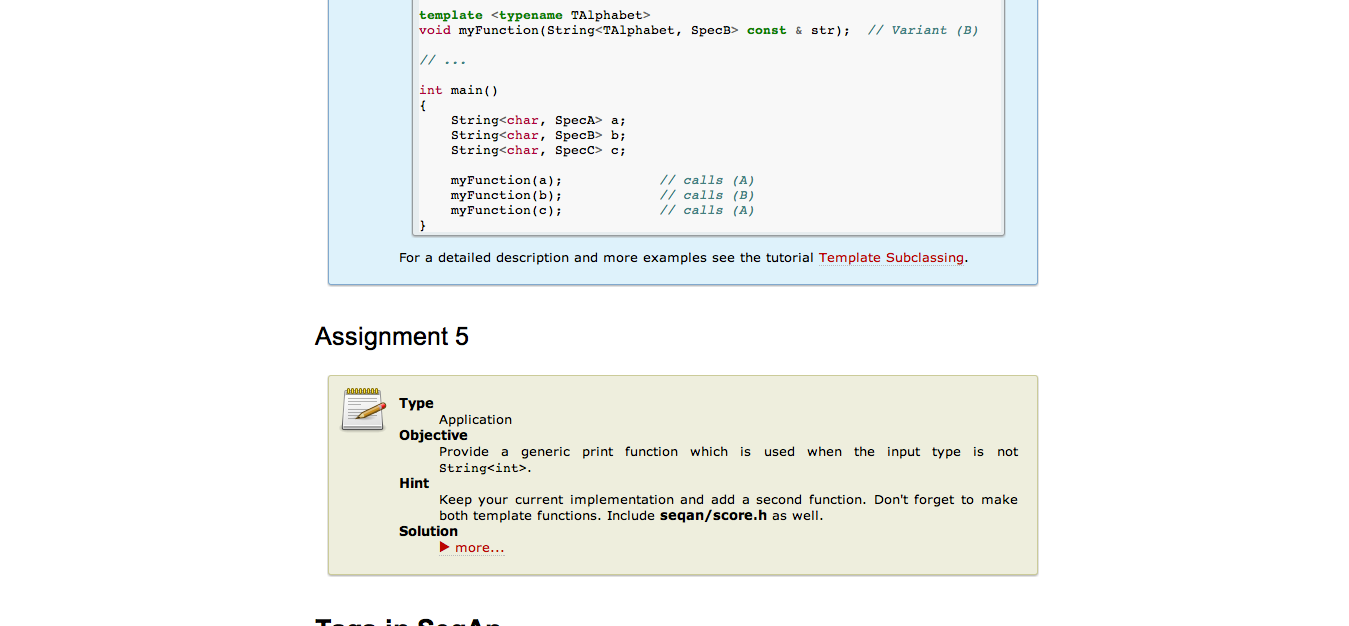 template <typename TAlphabet>
void myFunction(String<TAlphabet, SpecB> const & str);  // Variant (B)
// ...
int main()
{
    String<char, SpecA> a;
    String<char, SpecB> b;
    String<char, SpecC> c;
    myFunction(a);            // calls (A)
    myFunction(b);            // calls (B)
    myFunction(c);            // calls (A)
}
For a detailed description and more examples see the tutorial Template Subclassing.
Assignment 5
Type
Application
Objective
Provide a generic print function which is used when the input type is not
String<int>.
Hint
Keep your current implementation and add a second function. Don't forget to make
both template functions. Include seqan/score.h as well.
Solution
▶ more...
Tags in SeqAn